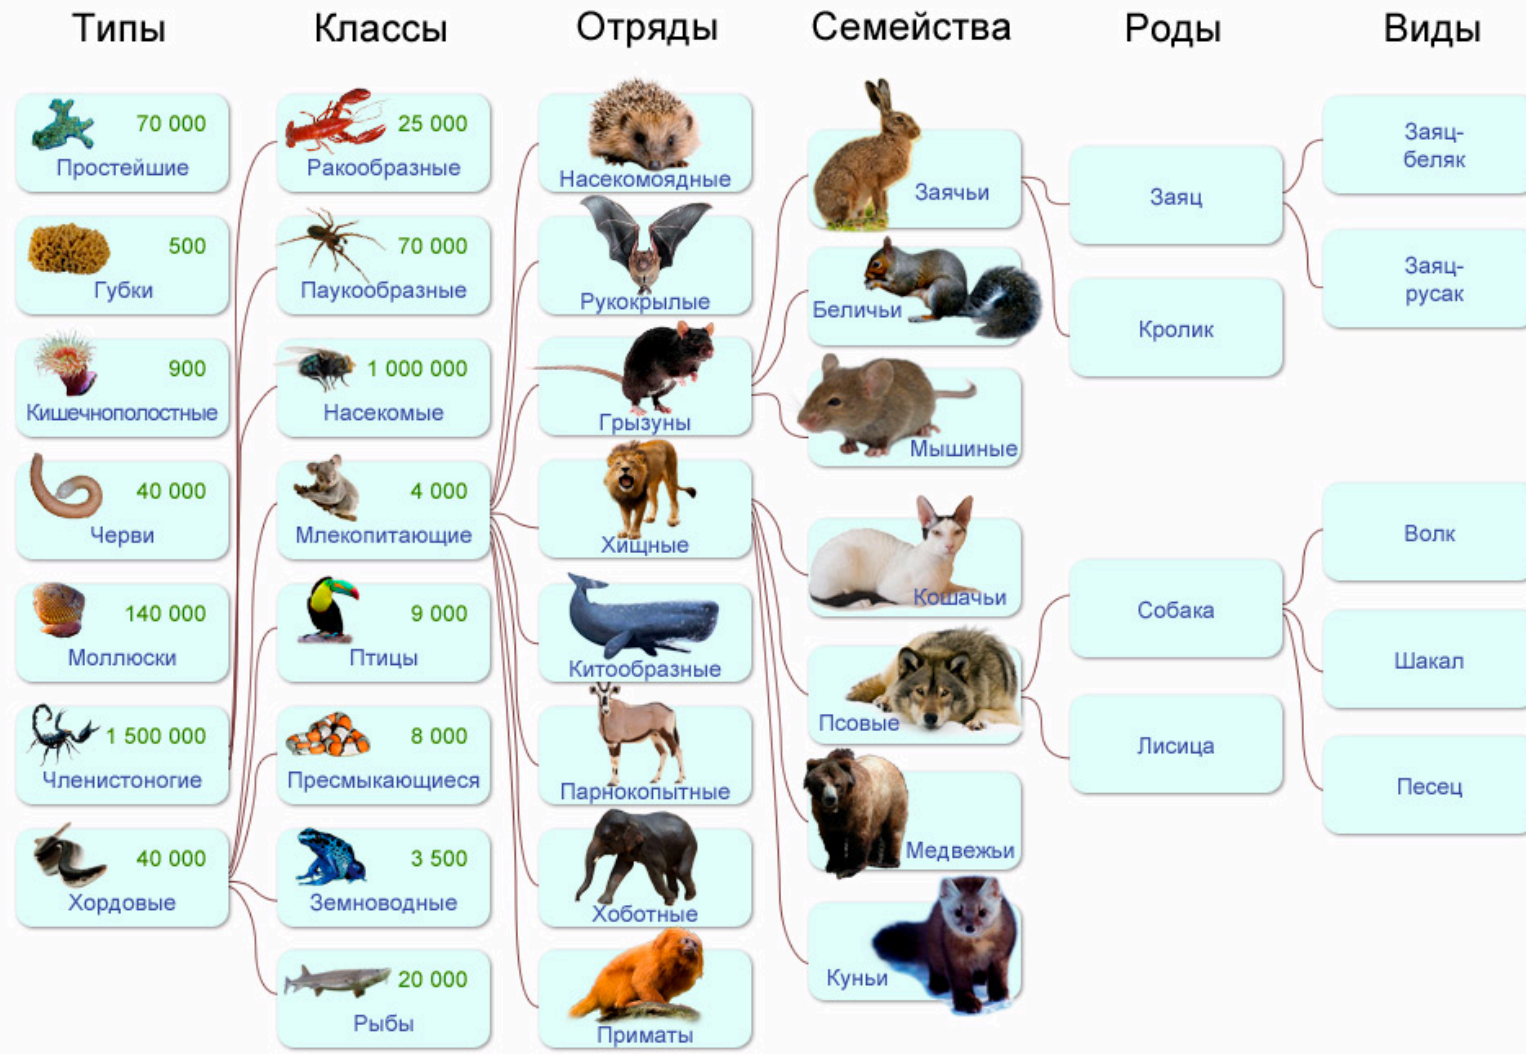 Типы
Классы
Отряды
Семейства
Роды
Виды
70 000
Простейшие
500
Губки
900
Кишечнополостные
40 000
Черви
140 000
Моллюски
1 500 000
Членистоногие
40 000
Хордовые
25 000
Ракообразные
70 000
Паукообразные
1 000 000
Насекомые
4 000
Млекопитающие
9 000
Птицы
8 000
Пресмыкающиеся
3 500
Земноводные
20 000
Рыбы
Насекомоядные
Рукокрылые
Грызуны
Хищные
Китообразные
Парнокопытные
Хоботные
Приматы
Заячьи
Беличьи
Мышиные
Кошачьи
Псовые
Медвежьи
Куньи
Заяц
Кролик
Собака
Лисица
Заяц-
беляк
Заяц-
русак
Волк
Шакал
Песец